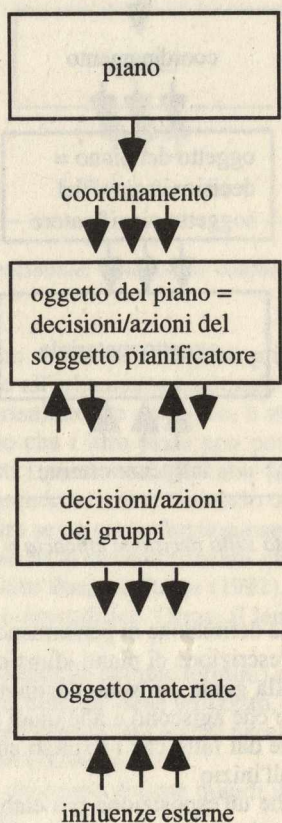 piano
coordinamento
oggetto del piano =
decisioni/azioni del
soggetto pianificatore
decisioni/azioni
dei gruppi
oggetto materiale
influenze esterne